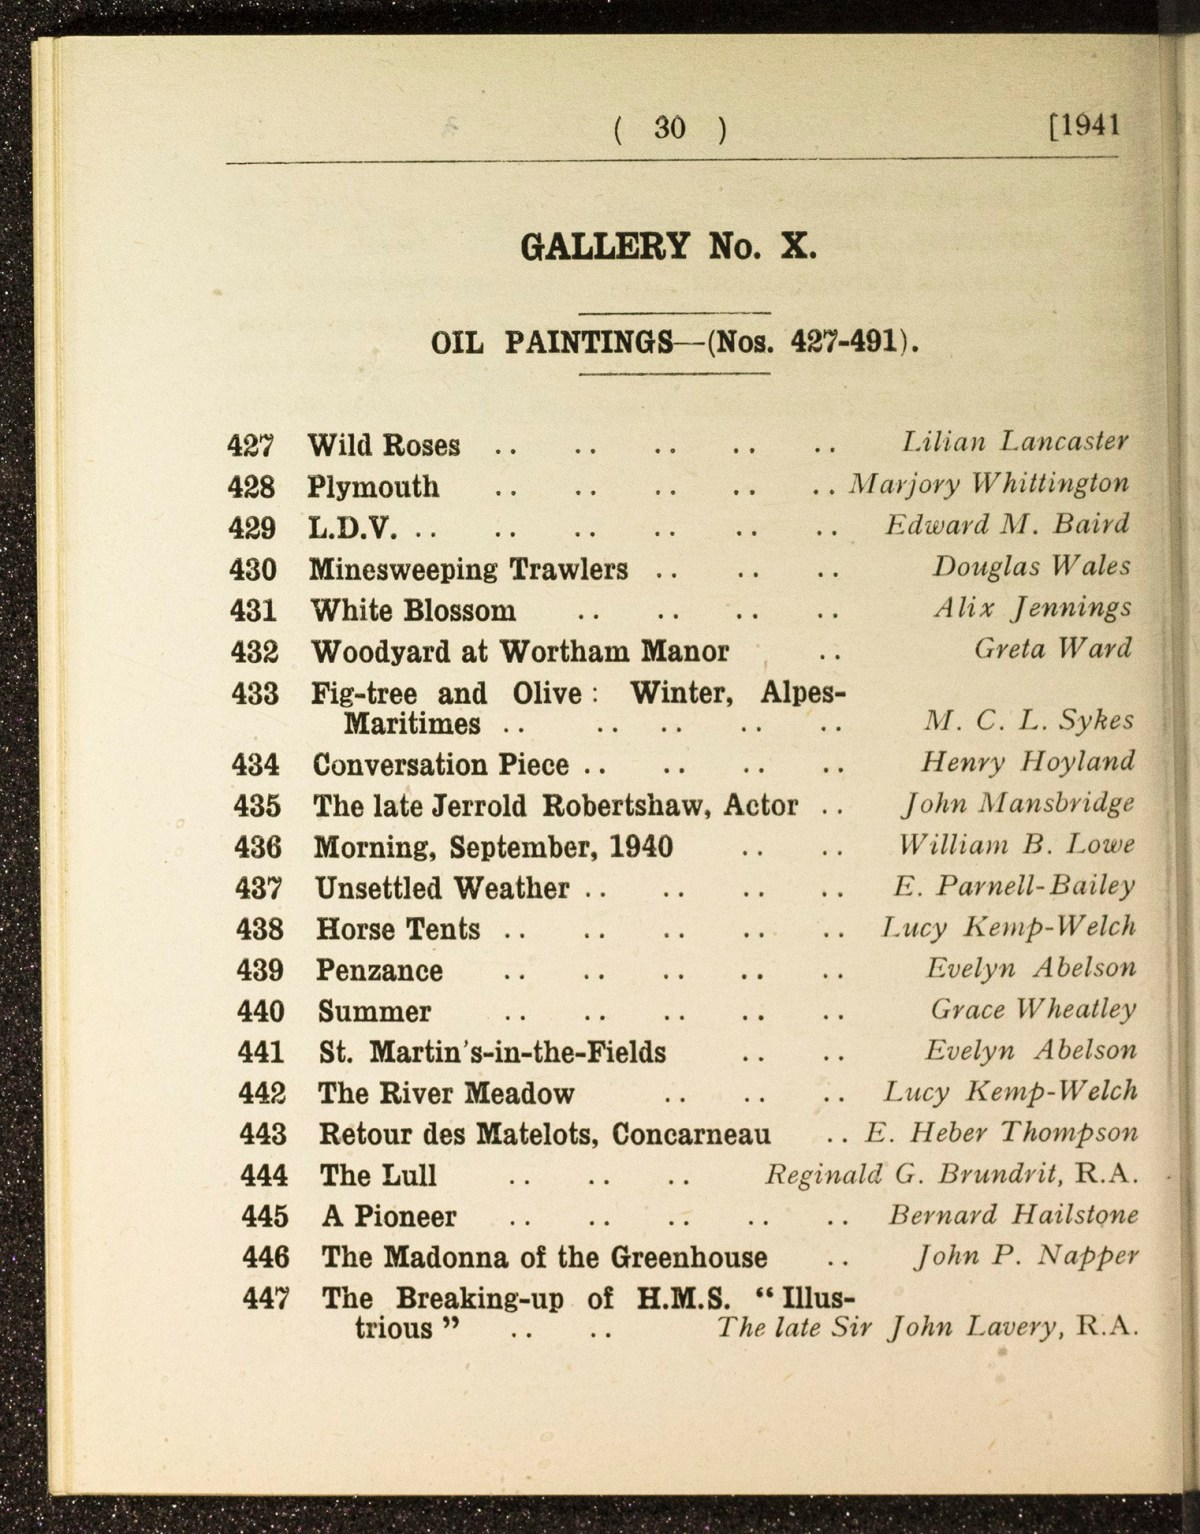 ( 30 ) [1941
GALLERY No. X.
OIL PAINTINGS—(Nos. 427-491).
427 Wild Roses .. .. .. .. .. Lilian Lancaster
428 Plymouth .. .. .. .. .. Marjory Whittington
429 L.D.V. .. .. .. .. .. .. Edward M. Baird
430 Minesweeping Trawlers .. .. .. Douglas Wales
431 White Blossom .. .. .. .. Alix Jennings
432 Woodyard at Wortham Manor .. Greta Ward
433 Fig-tree and Olive : Winter, Alpes-
Maritimes .. .. .. .. .. M. C. L. Sykes
434 Conversation Piece .. .. .. .. Henry Hoyland
435 The late Jerrold Robertshaw, Actor .. John Mansbridge
436 Morning, September, 1940 .. .. William B. Lowe
437 Unsettled Weather .. .. .. .. E. Parnell-Bailey
438 Horse Tents .. .. .. .. .. Lucy Kemp-Welch
439 Penzance .. .. .. .. .. Evelyn Abelson
440 Summer .. .. .. .. .. Grace Wheatley
441 St. Martin's-in-the-Fields .. .. Evelyn Abelson
442 The River Meadow .. .. .. Lucy Kemp-Welch
443 Retour des Matelots, Concarneau .. E. Heber Thompson
444 The Lull .. .. .. Reginald G. Brundrit, R.A.
445 A Pioneer .. .. .. .. .. Bernard Hailstone
446 The Madonna of the Greenhouse .. John P. Napper
447 The Breaking-up of H.M.S. “ Illus-
trious ” .. .. The late Sir John Lavery, R.A.